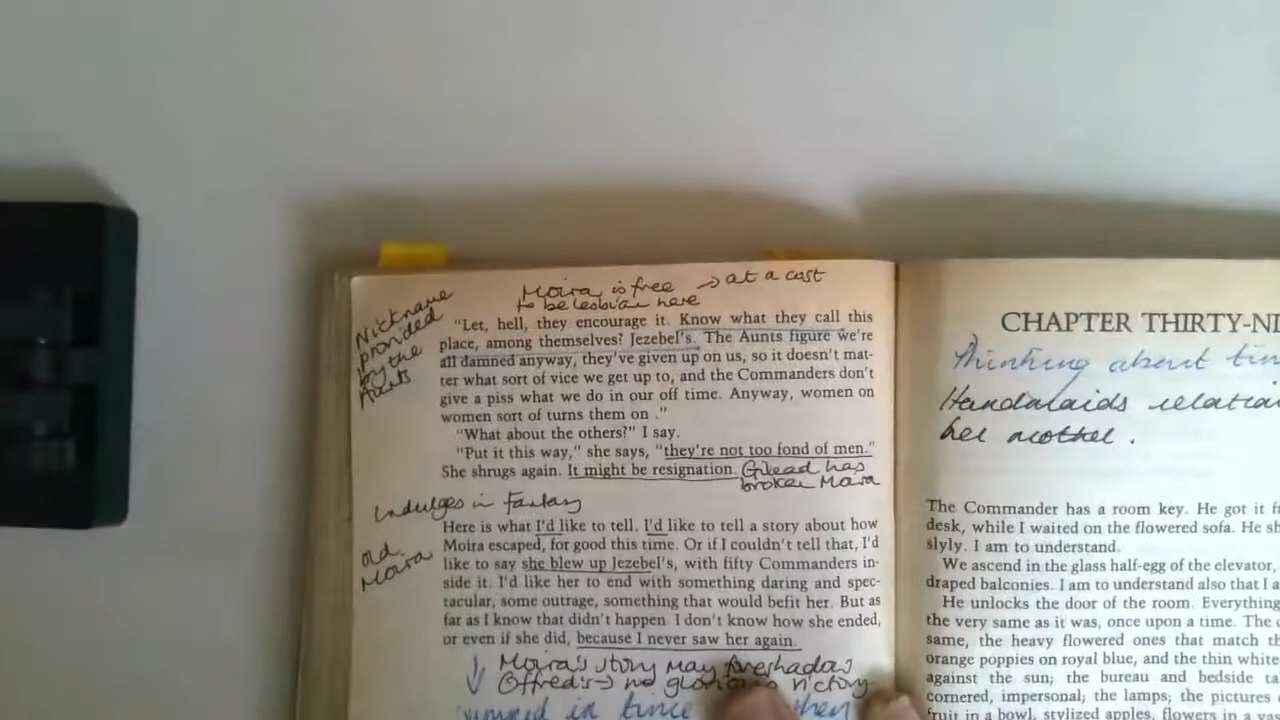 Moira is free → at a cost
to be lesbian here
Nickname
provided
by the
Aunts
"Let, hell, they encourage it. Know what they call this
place, among themselves? Jezebel's. The Aunts figure we're
all damned anyway, they've given up on us, so it doesn't mat-
ter what sort of vice we get up to, and the Commanders don't
give a piss what we do in our off time. Anyway, women on
women sort of turns them on ."
"What about the others?" I say.
"Put it this way," she says, "they're not too fond of men."
She shrugs again. It might be resignation. Gilead has
broken Moira
Indulges in fantasy
old
Moira
Here is what I'd like to tell. I'd like to tell a story about how
Moira escaped, for good this time. Or if I couldn't tell that, I'd
like to say she blew up Jezebel's, with fifty Commanders in-
side it. I'd like her to end with something daring and spec-
tacular, some outrage, something that would befit her. But as
far as I know that didn't happen. I don't know how she ended,
or even if she did, because I never saw her again.
↓ Moira's story may foreshadow
Offred's → no glorious victory
in time
CHAPTER THIRTY-NI
Thinking about tim
Handmaids relatio
her mother.
The Commander has a room key. He got it f
desk, while I waited on the flowered sofa. He sh
slyly. I am to understand.
We ascend in the glass half-egg of the elevator,
draped balconies. I am to understand also that I a
He unlocks the door of the room. Everything
the very same as it was, once upon a time. The
same, the heavy flowered ones that match th
orange poppies on royal blue, and the thin white
against the sun; the bureau and bedside ta
cornered, impersonal; the lamps; the pictures
fruit in a bowl, stylized apples, flowers in a v